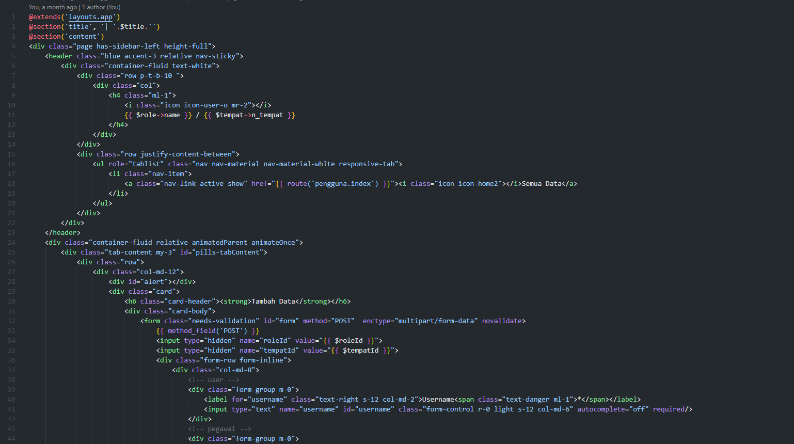 You, a month ago | 1 author (You)
1 @extends('layouts.app')
2 @section('title', '| '.$title.'')
3 @section('content')
4 <div class="page has-sidebar-left height-full">
5 <header class="blue accent-3 relative nav-sticky">
6 <div class="container-fluid text-white">
7 <div class="row p-t-b-10 ">
8 <div class="col">
9 <h4 class="ml-1">
10 <i class="icon icon-user-o mr-2"></i>
11 {{ $role->name }} / {{ $tempat->n_tempat }}
12 </h4>
13 </div>
14 </div>
15 <div class="row justify-content-between">
16 <ul role="tablist" class="nav nav-material nav-material-white responsive-tab">
17 <li class="nav-item">
18 <a class="nav-link active show" href="{{ route('pengguna.index') }}"><i class="icon icon-home2"></i>Semua Data</a>
19 </li>
20 </ul>
21 </div>
22 </div>
23 </header>
24 <div class="container-fluid relative animatedParent animateOnce">
25 <div class="tab-content my-3" id="pills-tabContent">
26 <div class="row">
27 <div class="col-md-12">
28 <div id="alert"></div>
29 <div class="card">
30 <h6 class="card-header"><strong>Tambah Data</strong></h6>
31 <div class="card-body">
32 <form class="needs-validation" id="form" method="POST"  enctype="multipart/form-data" novalidate>
33 {{ method_field('POST') }}
34 <input type="hidden" name="roleId" value="{{ $roleId }}">
35 <input type="hidden" name="tempatId" value="{{ $tempatId }}">
36 <div class="form-row form-inline">
37 <div class="col-md-8">
38 <!-- user -->
39 <div class="form-group m-0">
40 <label for="username" class="text-right s-12 col-md-2">Username<span class="text-danger ml-1">*</span></label>
41 <input type="text" name="username" id="username" class="form-control r-0 light s-12 col-md-6" autocomplete="off" required/>
42 </div>
43 <!-- pegawai -->
44 <div class="form-group m-0">